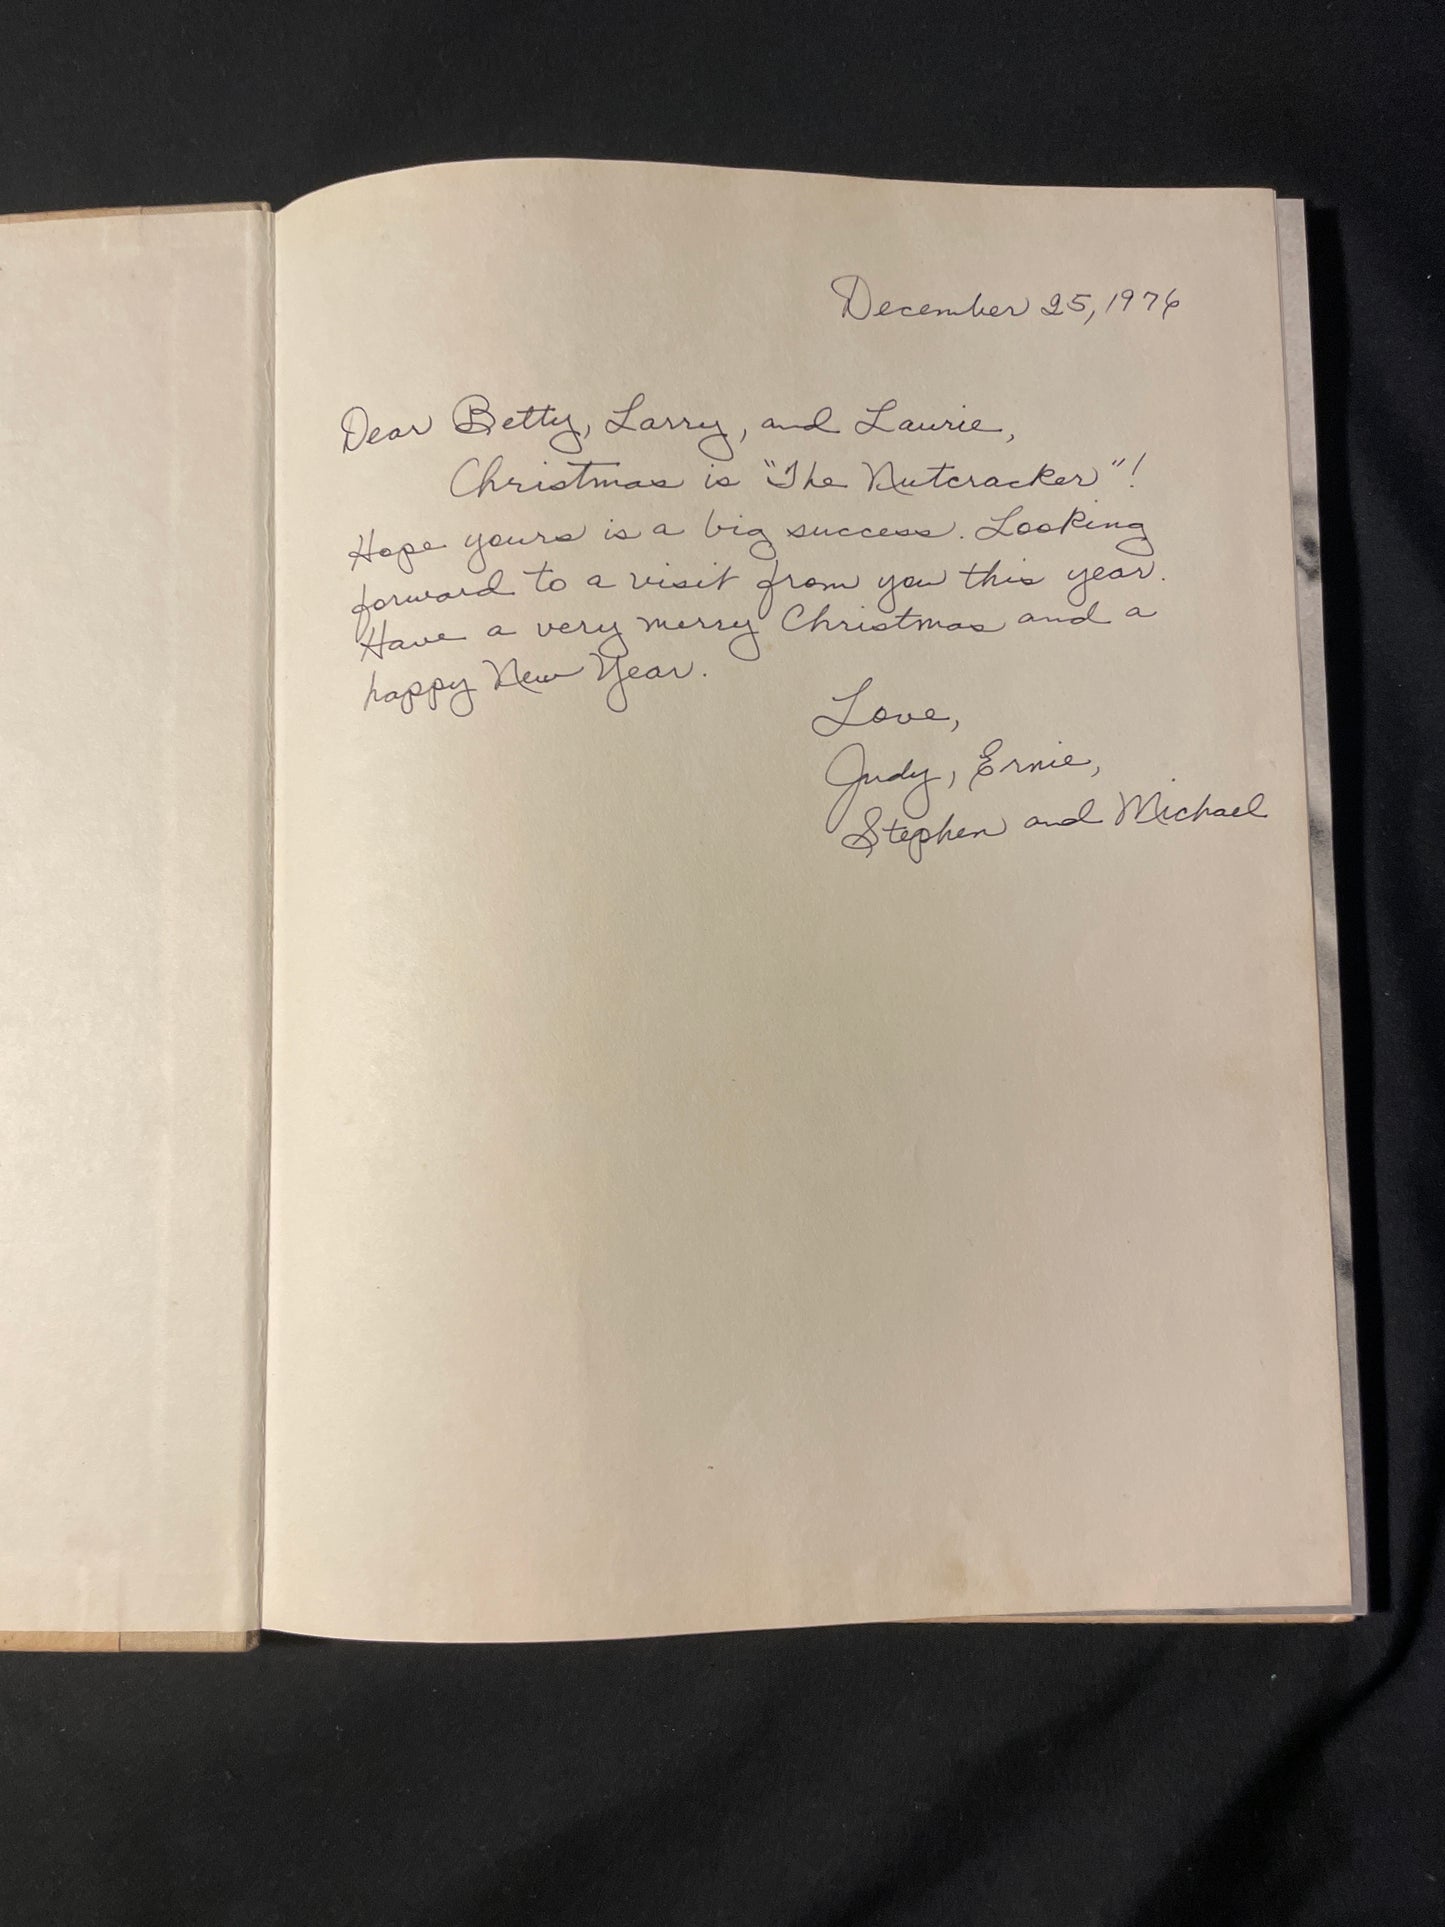 December 25, 1976
Dear Betty, Larry, and Laurie,
Christmas is "The Nutcracker"!
Hope yours is a big success. Looking
forward to a visit from you this year.
Have a very merry Christmas and a
happy New Year.
Love,
Judy, Ernie,
Stephen and Michael